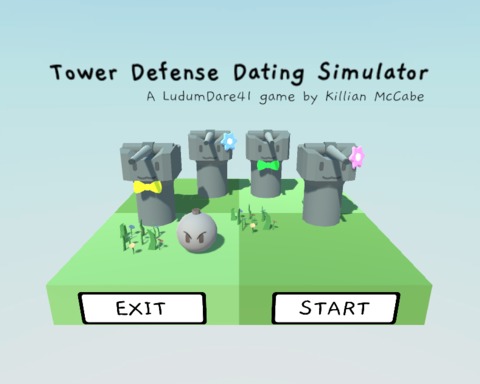 Tower Defense Dating Simulator
A LudumDare41 game by Killian McCabe
EXIT
START